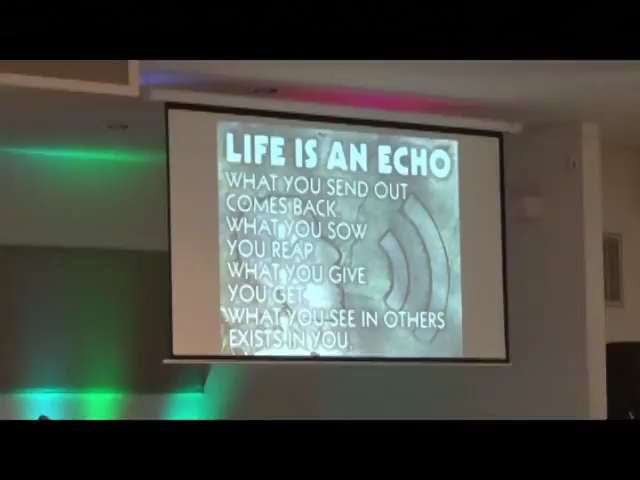 LIFE IS AN ECHO
WHAT YOU SEND OUT
COMES BACK.
WHAT YOU SOW
YOU REAP
WHAT YOU GIVE
YOU GET
WHAT YOU SEE IN OTHERS
EXISTS IN YOU.